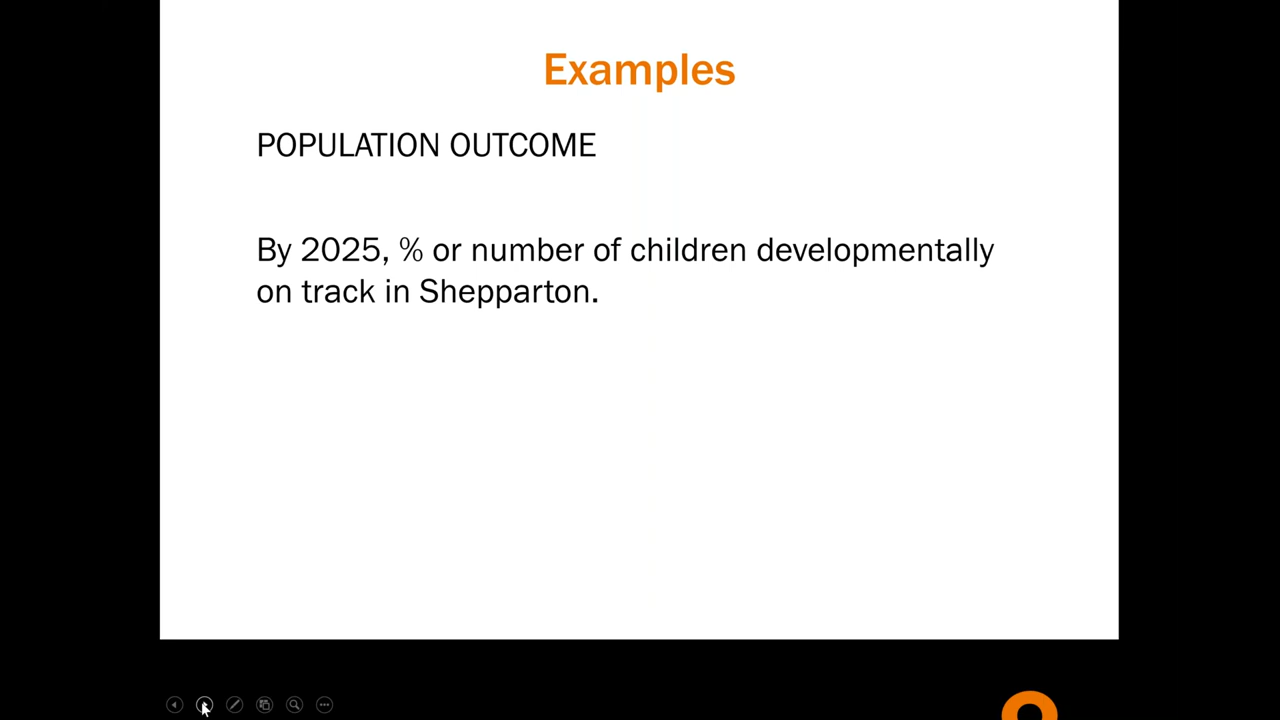 Examples
POPULATION OUTCOME
By 2025, % or number of children developmentally
on track in Shepparton.